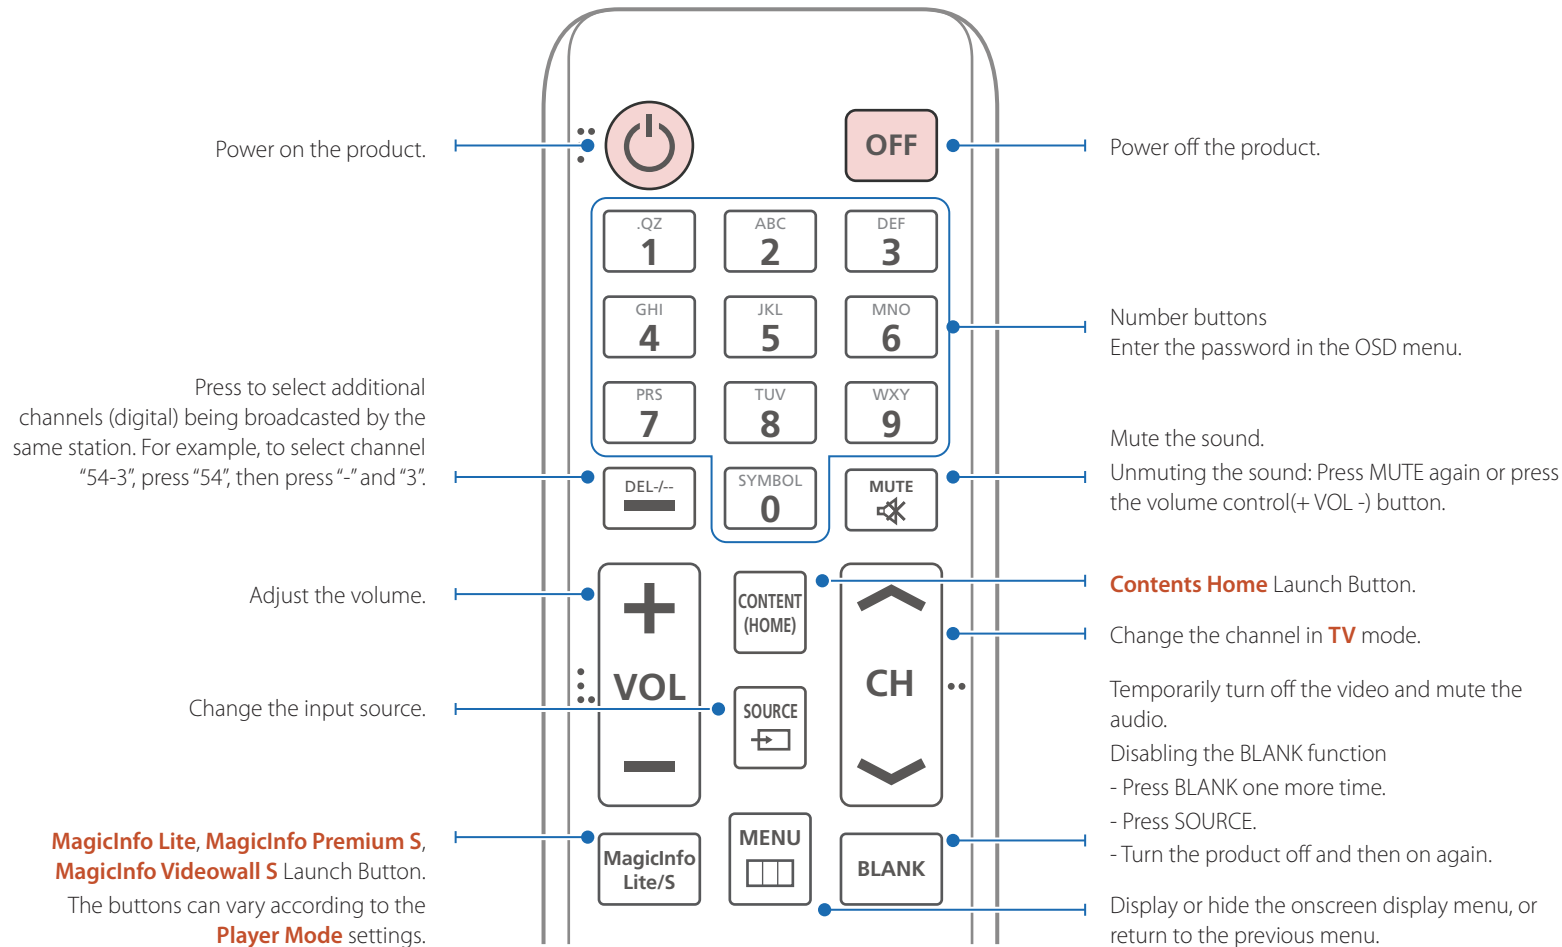 Power on the product.
OFF
Power off the product.
.QZ
1
ABC
2
DEF
3
GHI
4
JKL
5
MNO
6
Number buttons
Enter the password in the OSD menu.
PRS
7
TUV
8
WXY
9
Press to select additional
channels (digital) being broadcasted by the
same station. For example, to select channel
“54-3”, press “54”, then press “-” and “3”.
DEL-/--
SYMBOL
0
MUTE
Mute the sound.
Unmuting the sound: Press MUTE again or press
the volume control(+ VOL -) button.
Adjust the volume.
VOL
CONTENT
(HOME)
Contents Home Launch Button.
CH
Change the channel in TV mode.
Change the input source.
SOURCE
Temporarily turn off the video and mute the
audio.
Disabling the BLANK function
- Press BLANK one more time.
- Press SOURCE.
- Turn the product off and then on again.
MagicInfo Lite, MagicInfo Premium S,
MagicInfo Videowall S Launch Button.
The buttons can vary according to the
Player Mode settings.
MagicInfo
Lite/S
MENU
BLANK
Display or hide the onscreen display menu, or
return to the previous menu.